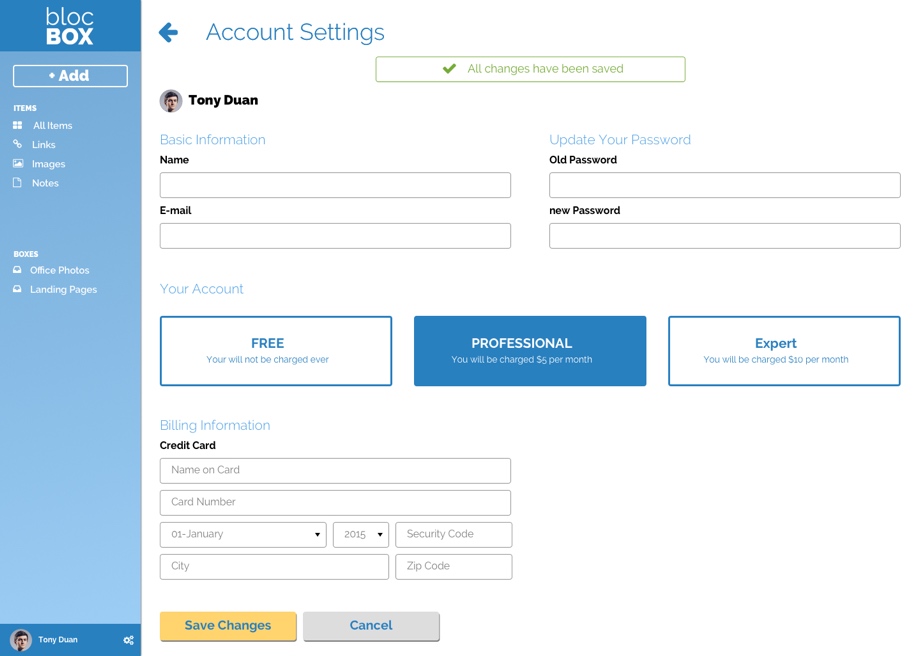 bloc
BOX
+ Add
ITEMS
All Items
Links
Images
Notes
BOXES
Office Photos
Landing Pages
Tony Duan
Account Settings
All changes have been saved
Tony Duan
Basic Information
Name
E-mail
Update Your Password
Old Password
new Password
Your Account
FREE
Your will not be charged ever
PROFESSIONAL
You will be charged $5 per month
Expert
You will be charged $10 per month
Billing Information
Credit Card
Name on Card
Card Number
01-January 2015 Security Code
City Zip Code
Save Changes Cancel